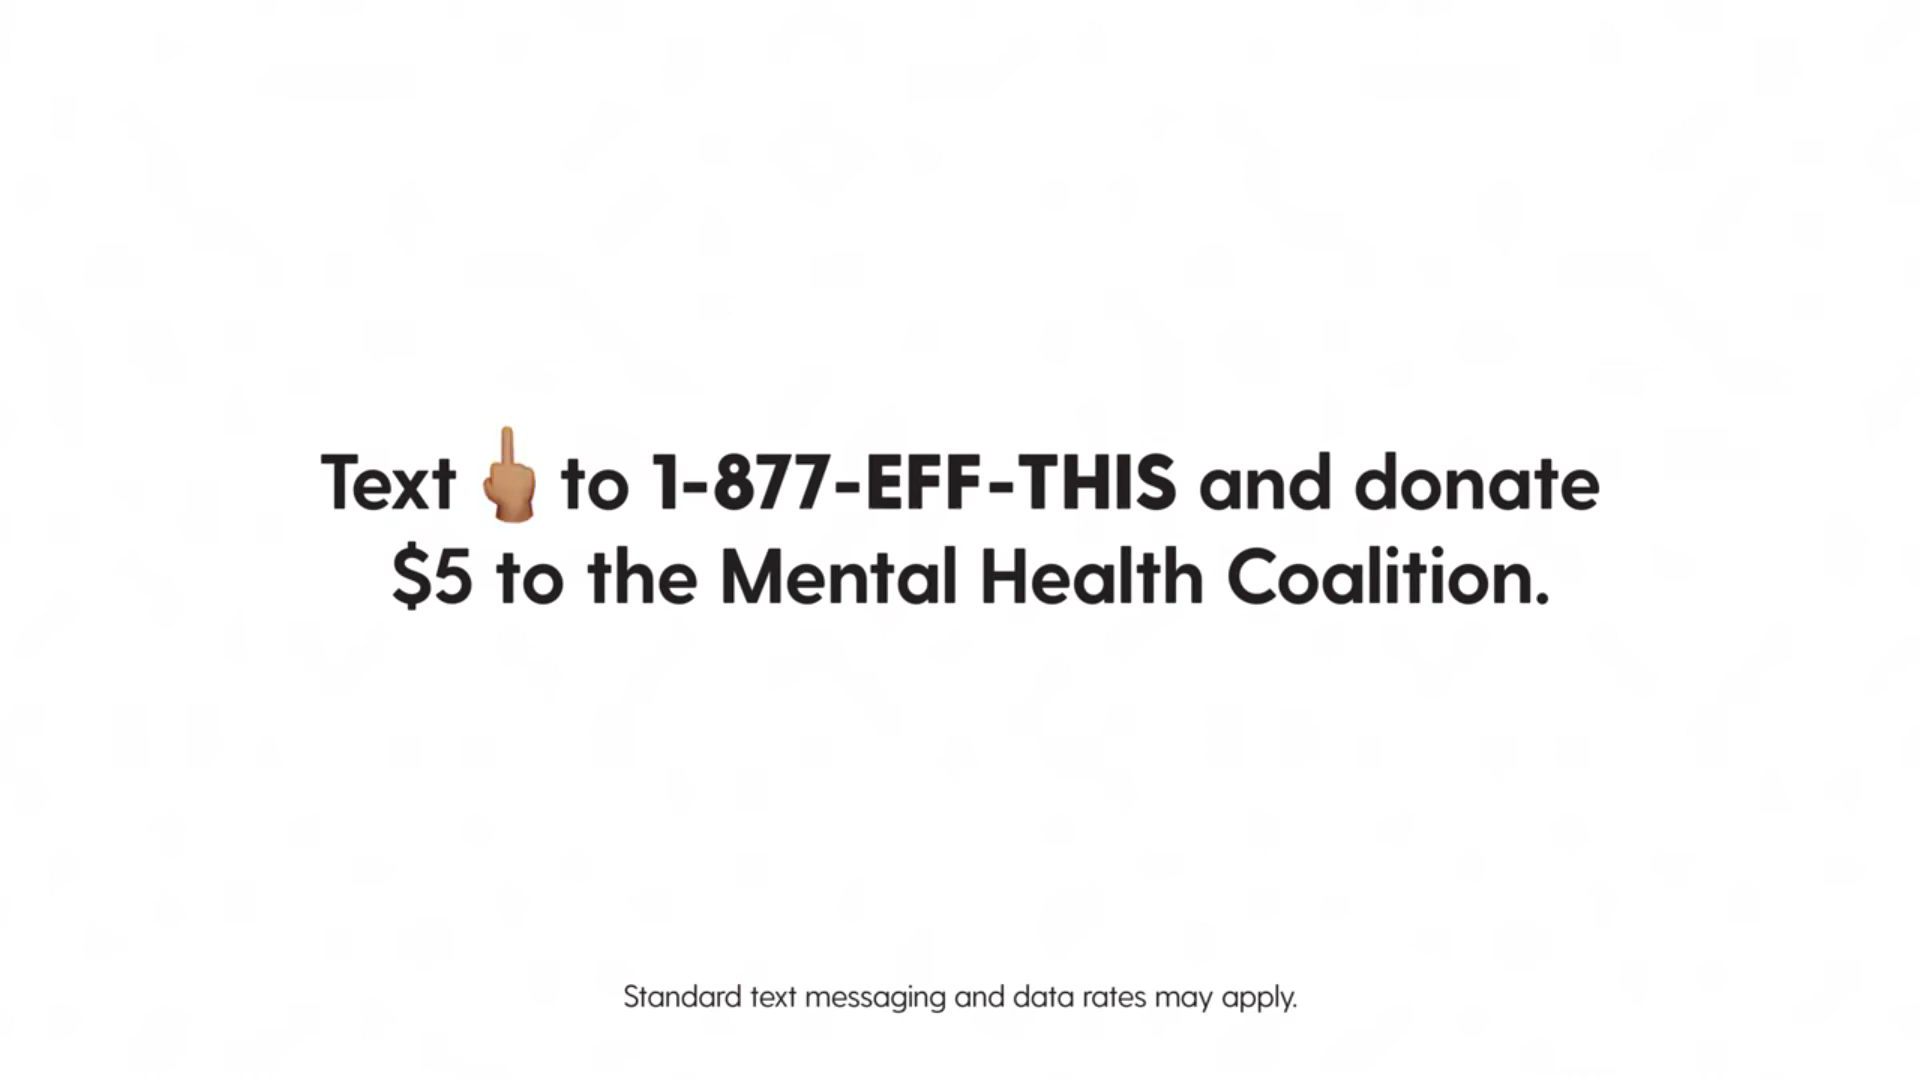 Text 🖕🏼 to 1-877-EFF-THIS and donate
$5 to the Mental Health Coalition.
Standard text messaging and data rates may apply.